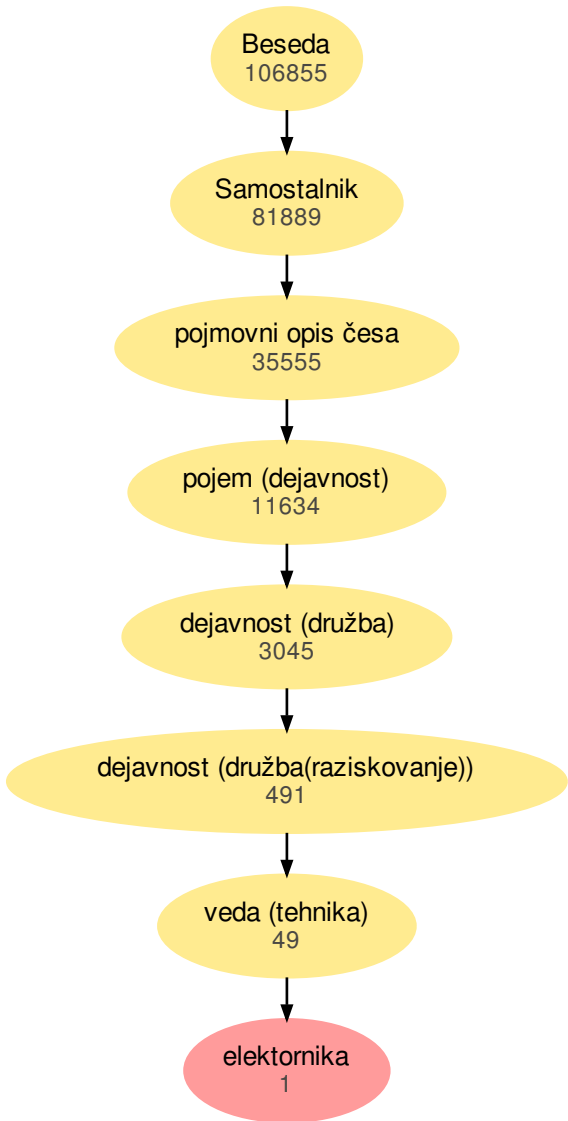 Beseda
106855
Samostalnik
81889
pojmovni opis česa
35555
pojem (dejavnost)
11634
dejavnost (družba)
3045
dejavnost (družba(raziskovanje))
491
veda (tehnika)
49
elektornika
1